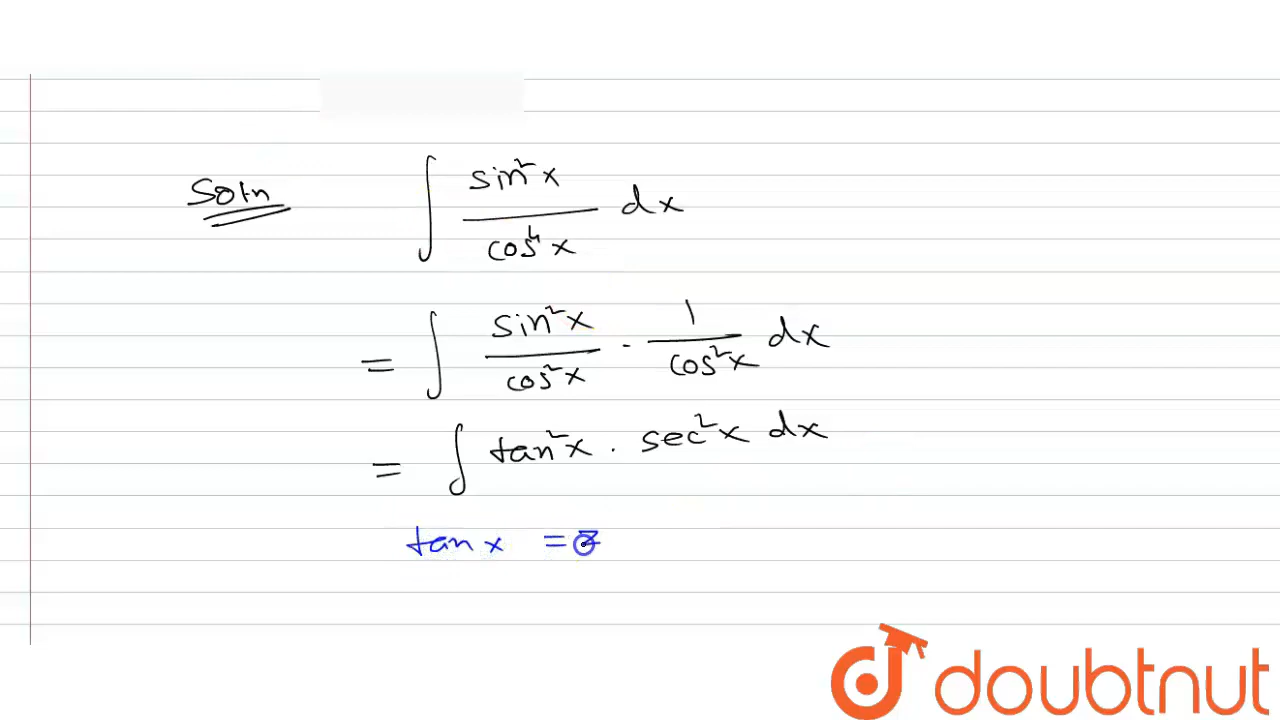 Soln ∫ sin²x / cos⁴x dx
= ∫ sin²x / cos²x · 1 / cos²x dx
= ∫ tan²x · sec²x dx
tan x =
doubtnut